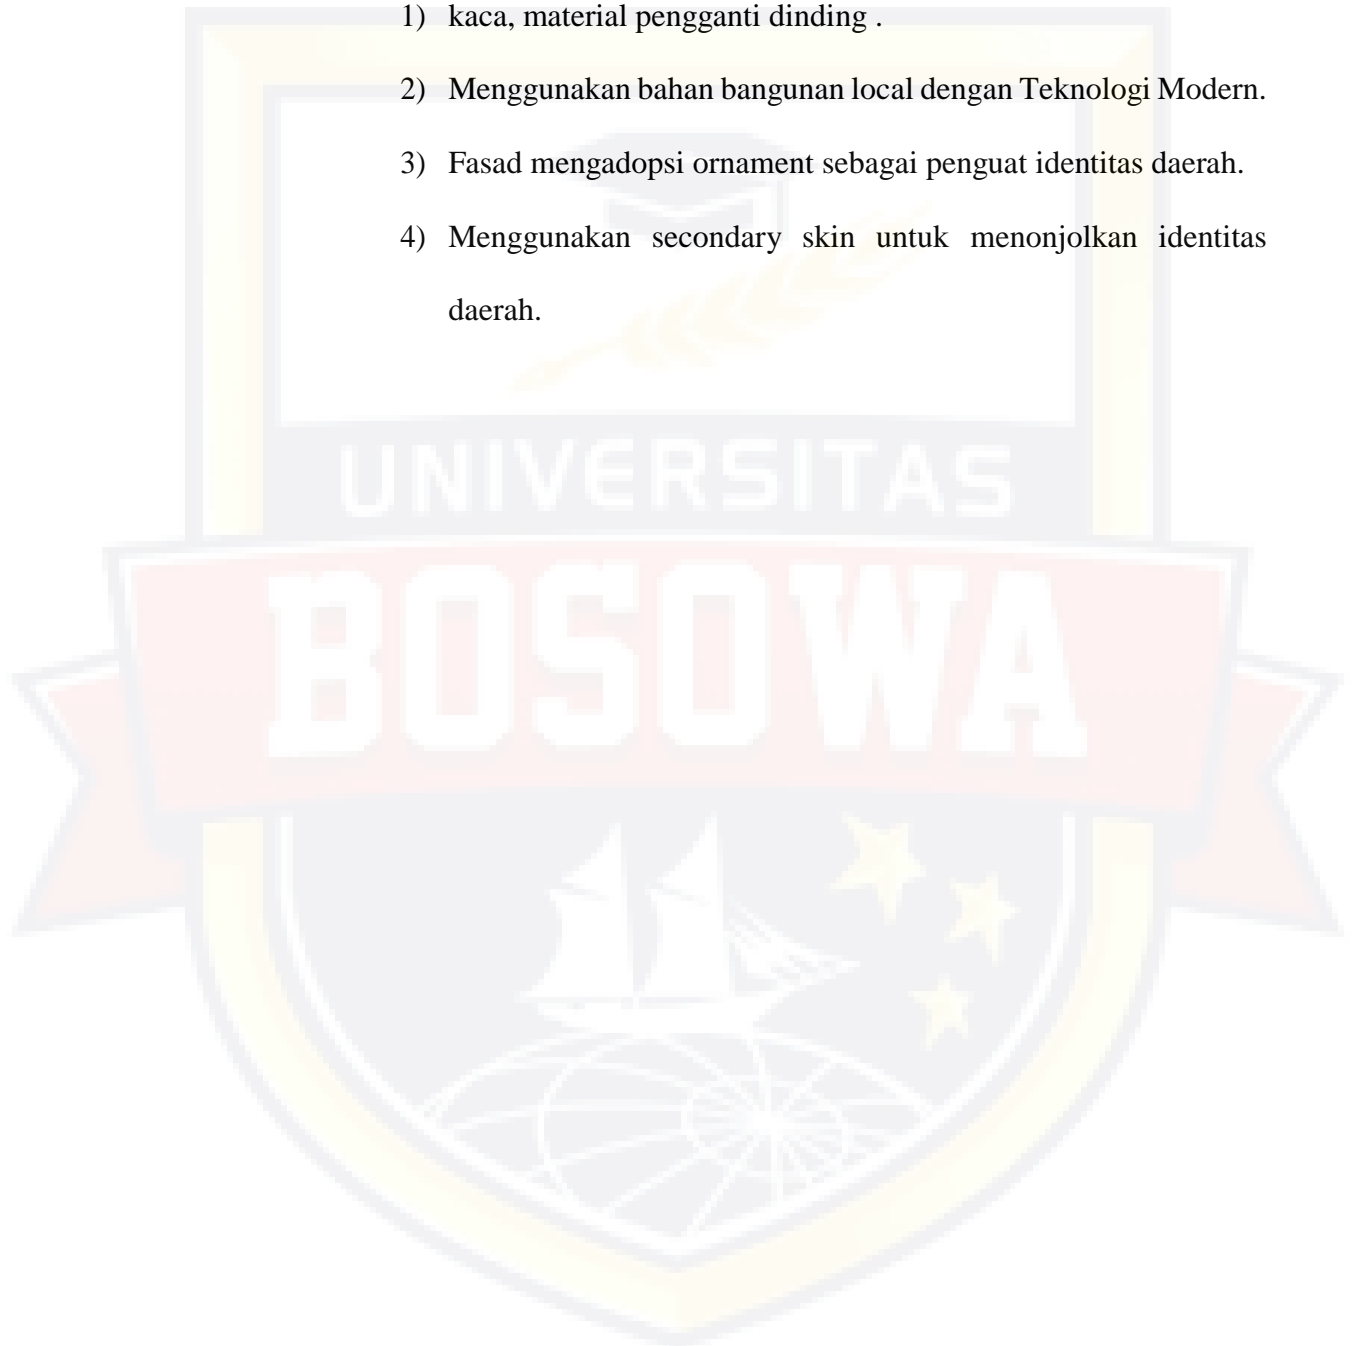 1) kaca, material pengganti dinding .
2) Menggunakan bahan bangunan local dengan Teknologi Modern.
3) Fasad mengadopsi ornament sebagai penguat identitas daerah.
4) Menggunakan secondary skin untuk menonjolkan identitas
daerah.
UNIVERSITAS
BOSOWA